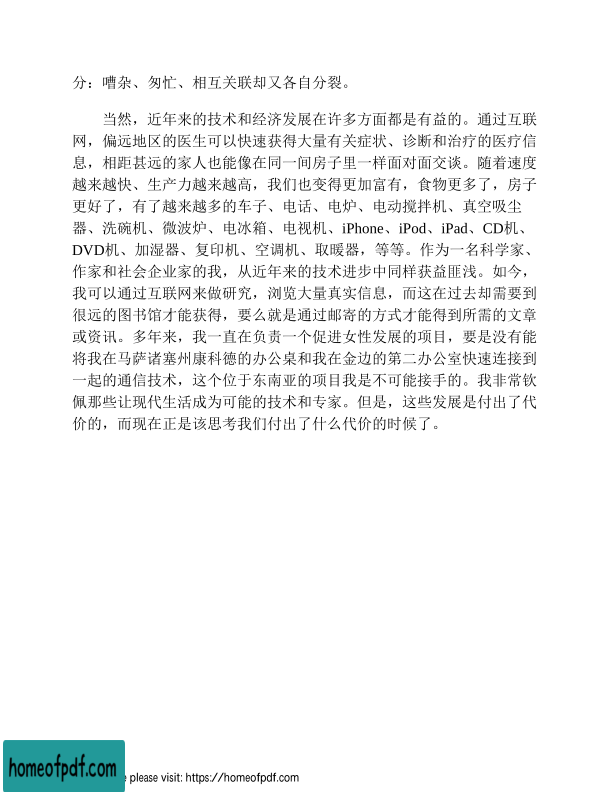 分：嘈杂、匆忙、相互关联却又各自分裂。
当然，近年来的技术和经济发展在许多方面都是有益的。通过互联
网，偏远地区的医生可以快速获得大量有关症状、诊断和治疗的医疗信
息，相距甚远的家人也能像在同一间房子里一样面对面交谈。随着速度
越来越快、生产力越来越高，我们也变得更加富有，食物更多了，房子
更好了，有了越来越多的车子、电话、电炉、电动搅拌机、真空吸尘
器、洗碗机、微波炉、电冰箱、电视机、iPhone、iPod、iPad、CD机、
DVD机、加湿器、复印机、空调机、取暖器，等等。作为一名科学家、
作家和社会企业家的我，从近年来的技术进步中同样获益匪浅。如今，
我可以通过互联网来做研究，浏览大量真实信息，而这在过去却需要到
很远的图书馆才能获得，要么就是通过邮寄的方式才能得到所需的文章
或资讯。多年来，我一直在负责一个促进女性发展的项目，要是没有能
将我在马萨诸塞州康科德的办公桌和我在金边的第二办公室快速连接到
一起的通信技术，这个位于东南亚的项目我是不可能接手的。我非常钦
佩那些让现代生活成为可能的技术和专家。但是，这些发展是付出了代
价的，而现在正是该思考我们付出了什么代价的时候了。
homeofpdf.com
please visit: https://homeofpdf.com